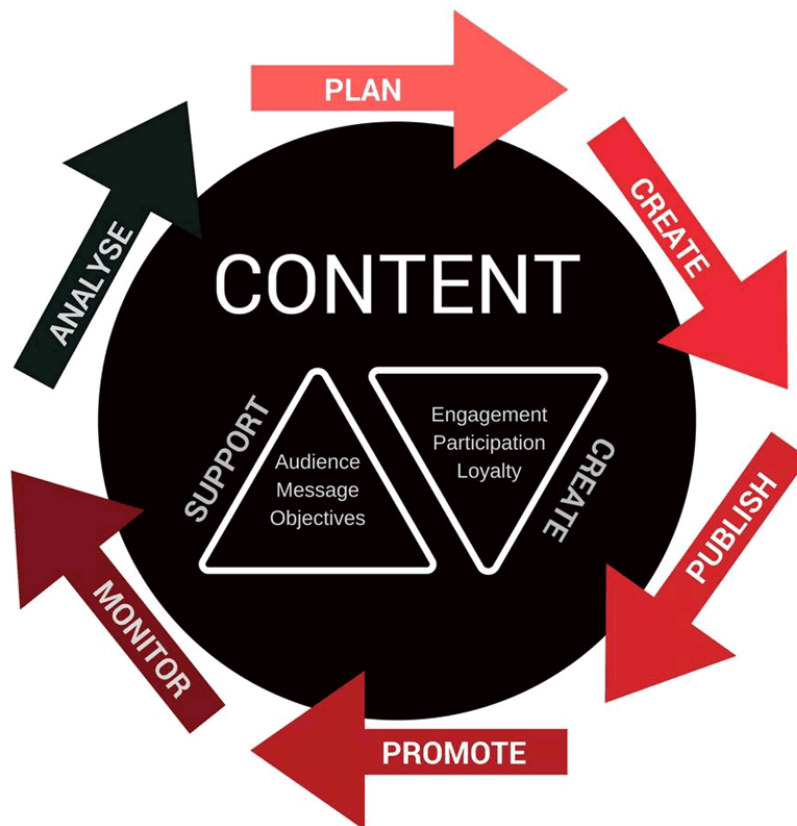 PLAN
CREATE
PUBLISH
PROMOTE
MONITOR
ANALYSE
CONTENT
SUPPORT
Audience
Message
Objectives
Engagement
Participation
Loyalty
CREATE